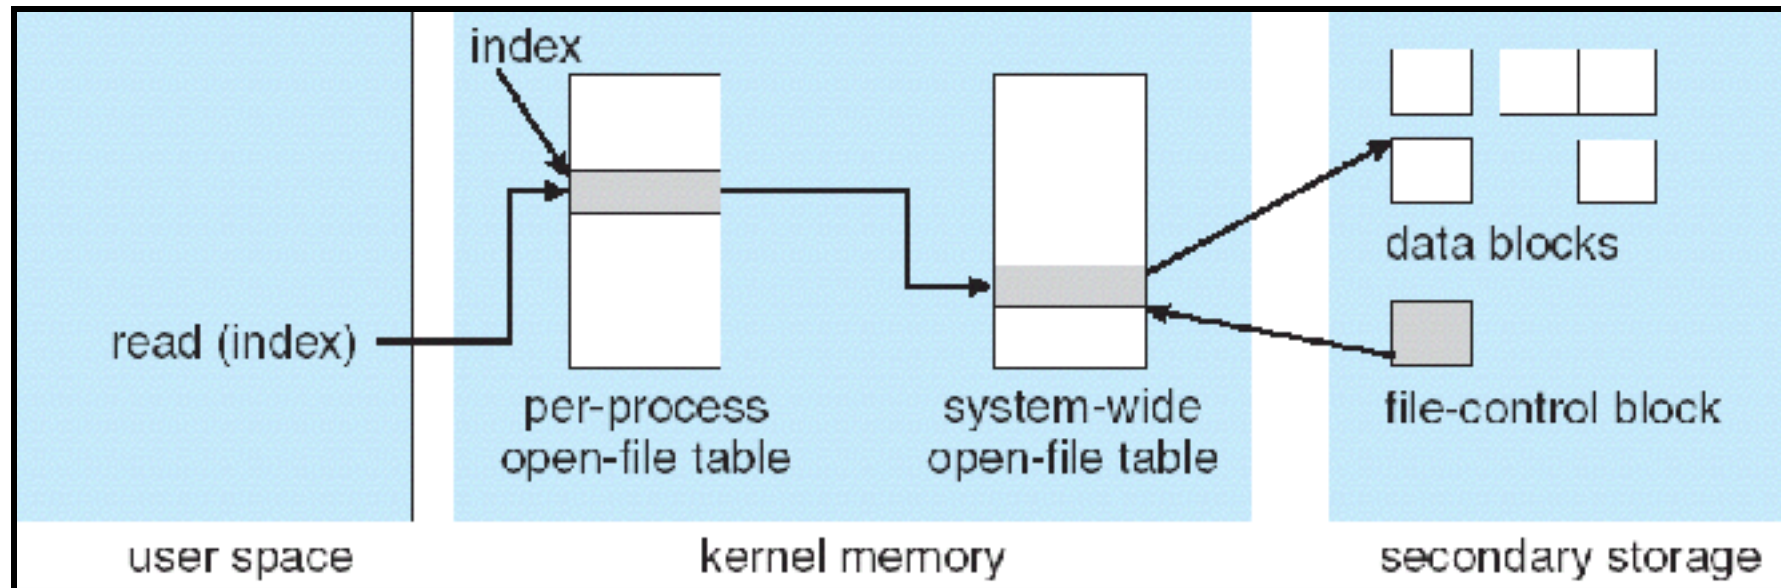 index
read (index)
per-process
open-file table
system-wide
open-file table
data blocks
file-control block
user space
kernel memory
secondary storage